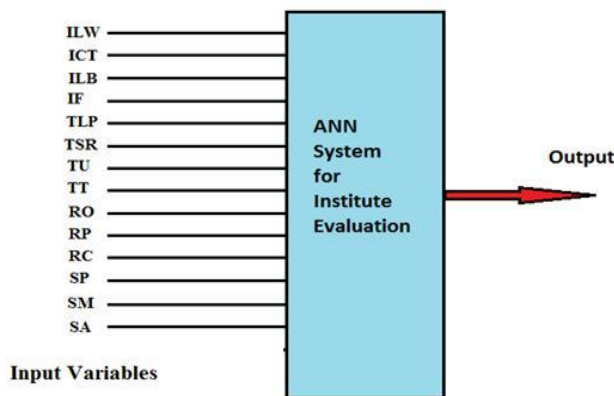 ILW
ICT
ILB
IF
TLP
TSR
TU
TT
RO
RP
RC
SP
SM
SA
Input Variables
ANN
System
for
Institute
Evaluation
Output